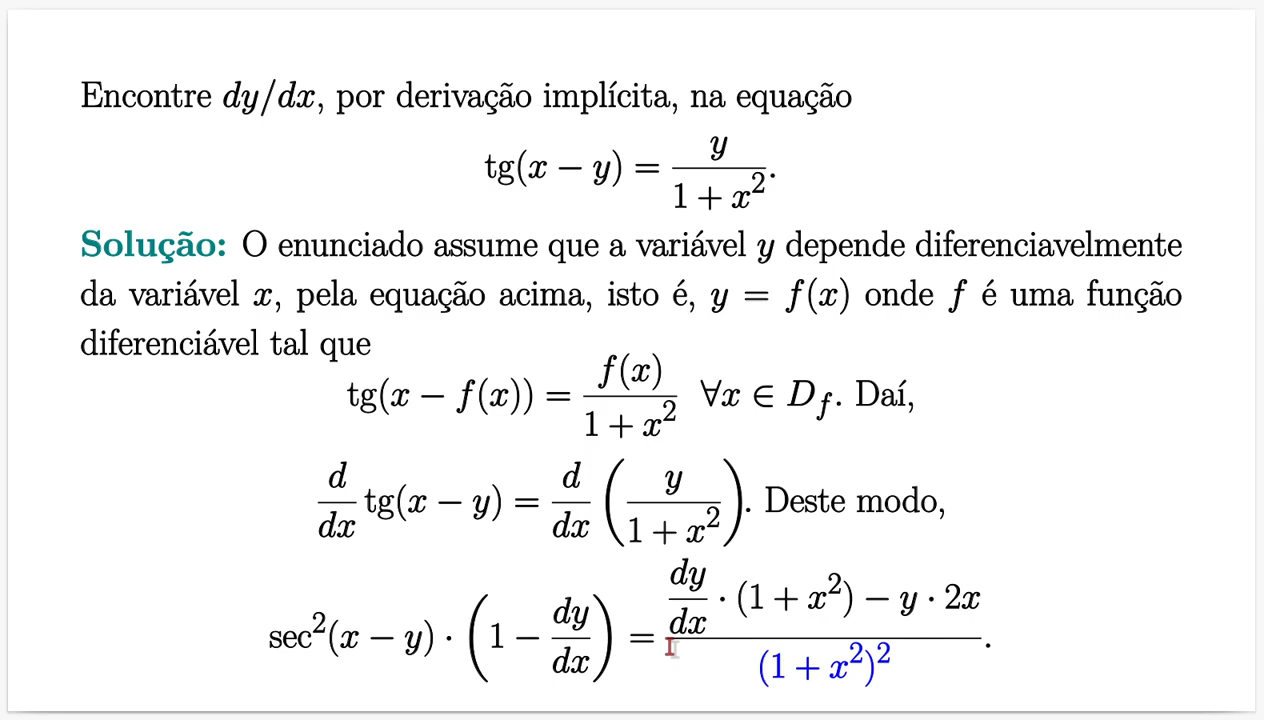 Encontre dy/dx, por derivação implícita, na equação
tg(x − y) = y / (1 + x²).
Solução: O enunciado assume que a variável y depende diferenciavelmente
da variável x, pela equação acima, isto é, y = f(x) onde f é uma função
diferenciável tal que
tg(x − f(x)) = f(x) / (1 + x²) ∀x ∈ D_f. Daí,
d/dx tg(x − y) = d/dx (y / (1 + x²)). Deste modo,
sec²(x − y) · (1 − dy/dx) = (dy/dx · (1 + x²) − y · 2x) / (1 + x²)².